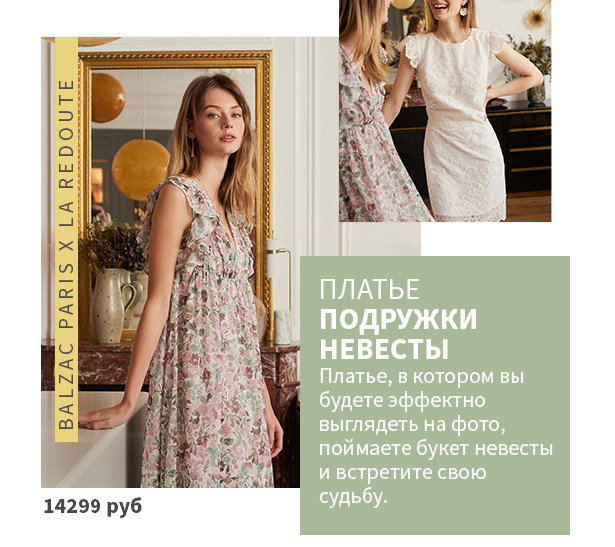 BALZAC PARIS X LA REDOUTE
ПЛАТЬЕ
ПОДРУЖКИ
НЕВЕСТЫ
Платье, в котором вы
будете эффектно
выглядеть на фото,
поймаете букет невесты
и встретите свою
судьбу.
14299 руб